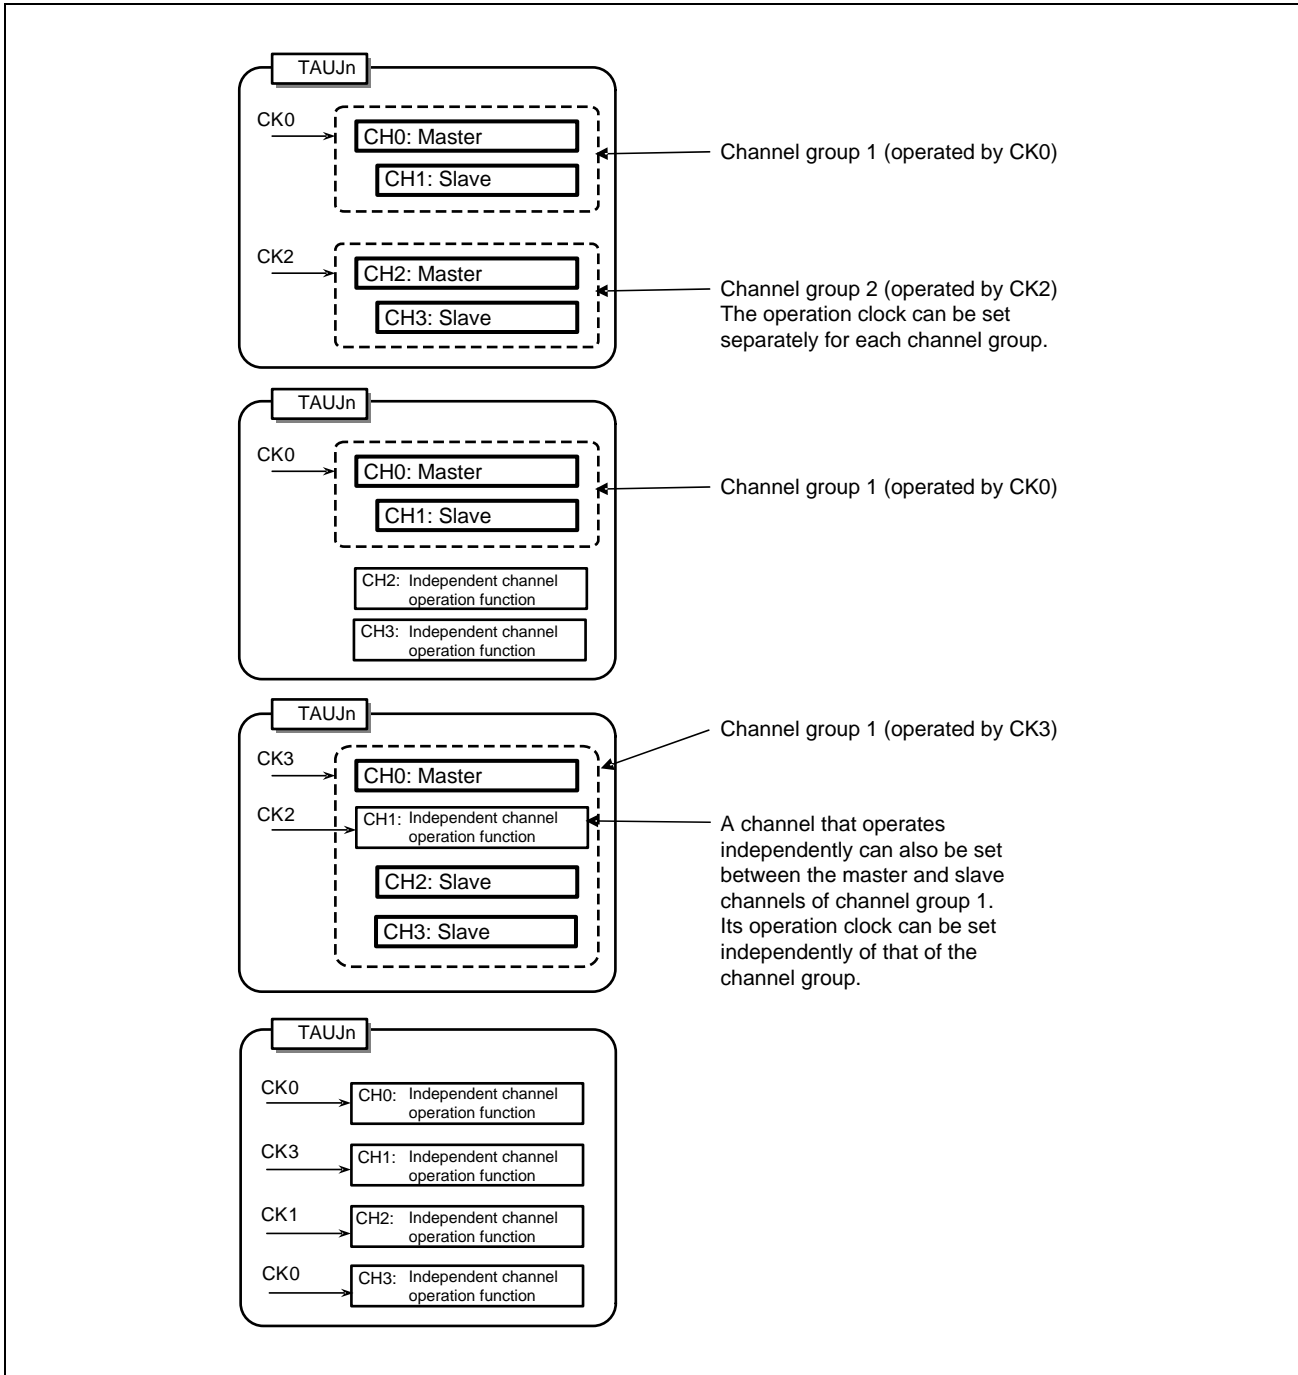 TAUJn
CK0
CH0: Master
CH1: Slave
Channel group 1 (operated by CK0)
CK2
CH2: Master
CH3: Slave
Channel group 2 (operated by CK2)
The operation clock can be set
separately for each channel group.
TAUJn
CK0
CH0: Master
CH1: Slave
Channel group 1 (operated by CK0)
CH2: Independent channel
operation function
CH3: Independent channel
operation function
TAUJn
Channel group 1 (operated by CK3)
CK3
CH0: Master
CK2
CH1: Independent channel
operation function
CH2: Slave
CH3: Slave
A channel that operates
independently can also be set
between the master and slave
channels of channel group 1.
Its operation clock can be set
independently of that of the
channel group.
TAUJn
CK0
CH0: Independent channel
operation function
CK3
CH1: Independent channel
operation function
CK1
CH2: Independent channel
operation function
CK0
CH3: Independent channel
operation function